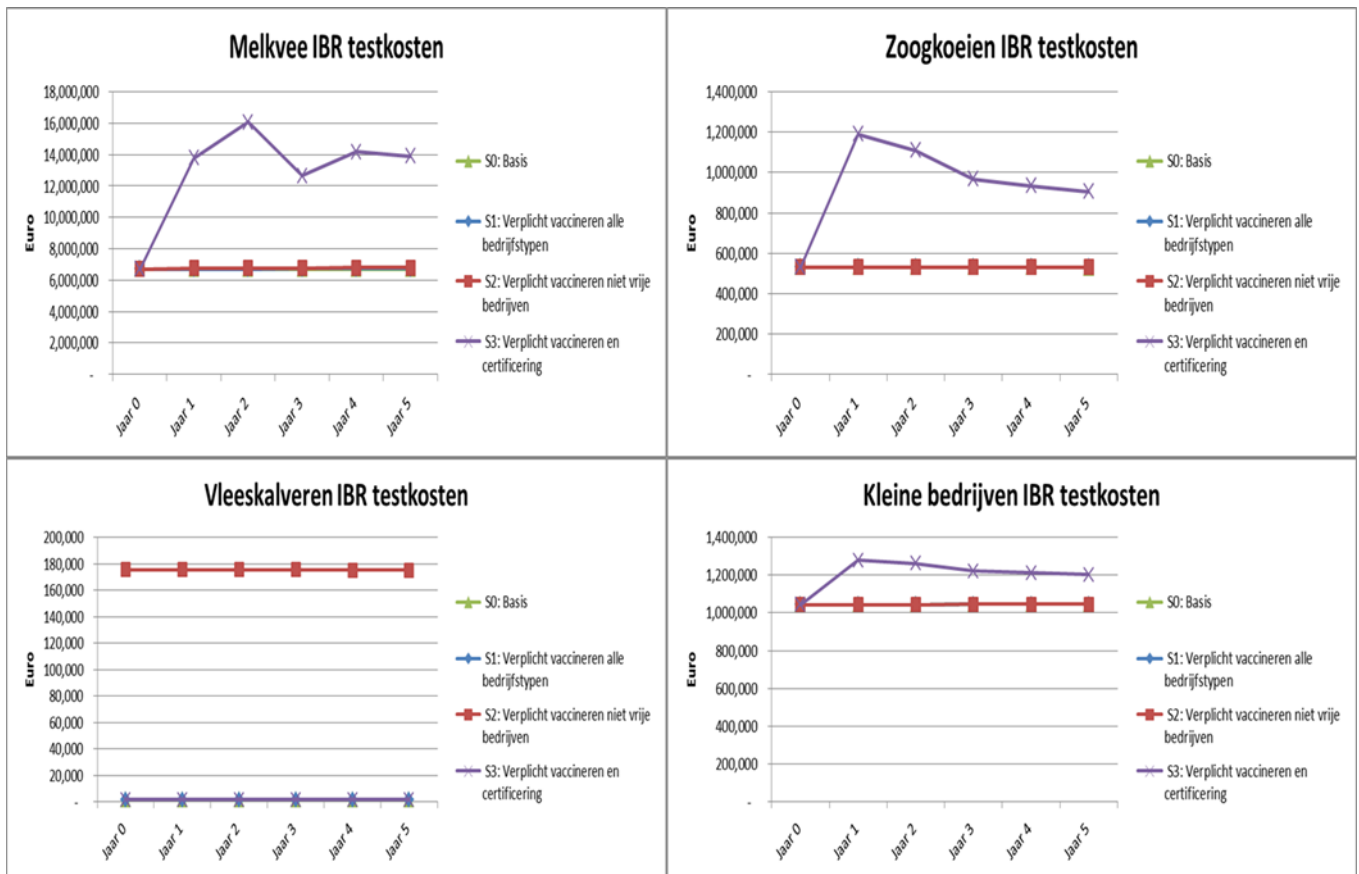 Melkvee IBR testkosten
18,000,000
16,000,000
14,000,000
12,000,000
10,000,000
8,000,000
6,000,000
4,000,000
2,000,000
-
Euro
Jaar 0
Jaar 1
Jaar 2
Jaar 3
Jaar 4
Jaar 5
S0: Basis
S1: Verplicht vaccineren alle
bedrijfstypen
S2: Verplicht vaccineren niet vrije
bedrijven
S3: Verplicht vaccineren en
certificering
Zoogkoeien IBR testkosten
1,400,000
1,200,000
1,000,000
800,000
600,000
400,000
200,000
-
Euro
Jaar 0
Jaar 1
Jaar 2
Jaar 3
Jaar 4
Jaar 5
S0: Basis
S1: Verplicht vaccineren alle
bedrijfstypen
S2: Verplicht vaccineren niet vrije
bedrijven
S3: Verplicht vaccineren en
certificering
Vleeskalveren IBR testkosten
200,000
180,000
160,000
140,000
120,000
100,000
80,000
60,000
40,000
20,000
-
Euro
Jaar 0
Jaar 1
Jaar 2
Jaar 3
Jaar 4
Jaar 5
S0: Basis
S1: Verplicht vaccineren alle
bedrijfstypen
S2: Verplicht vaccineren niet vrije
bedrijven
S3: Verplicht vaccineren en
certificering
Kleine bedrijven IBR testkosten
1,400,000
1,200,000
1,000,000
800,000
600,000
400,000
200,000
-
Euro
Jaar 0
Jaar 1
Jaar 2
Jaar 3
Jaar 4
Jaar 5
S0: Basis
S1: Verplicht vaccineren alle
bedrijfstypen
S2: Verplicht vaccineren niet vrije
bedrijven
S3: Verplicht vaccineren en
certificering